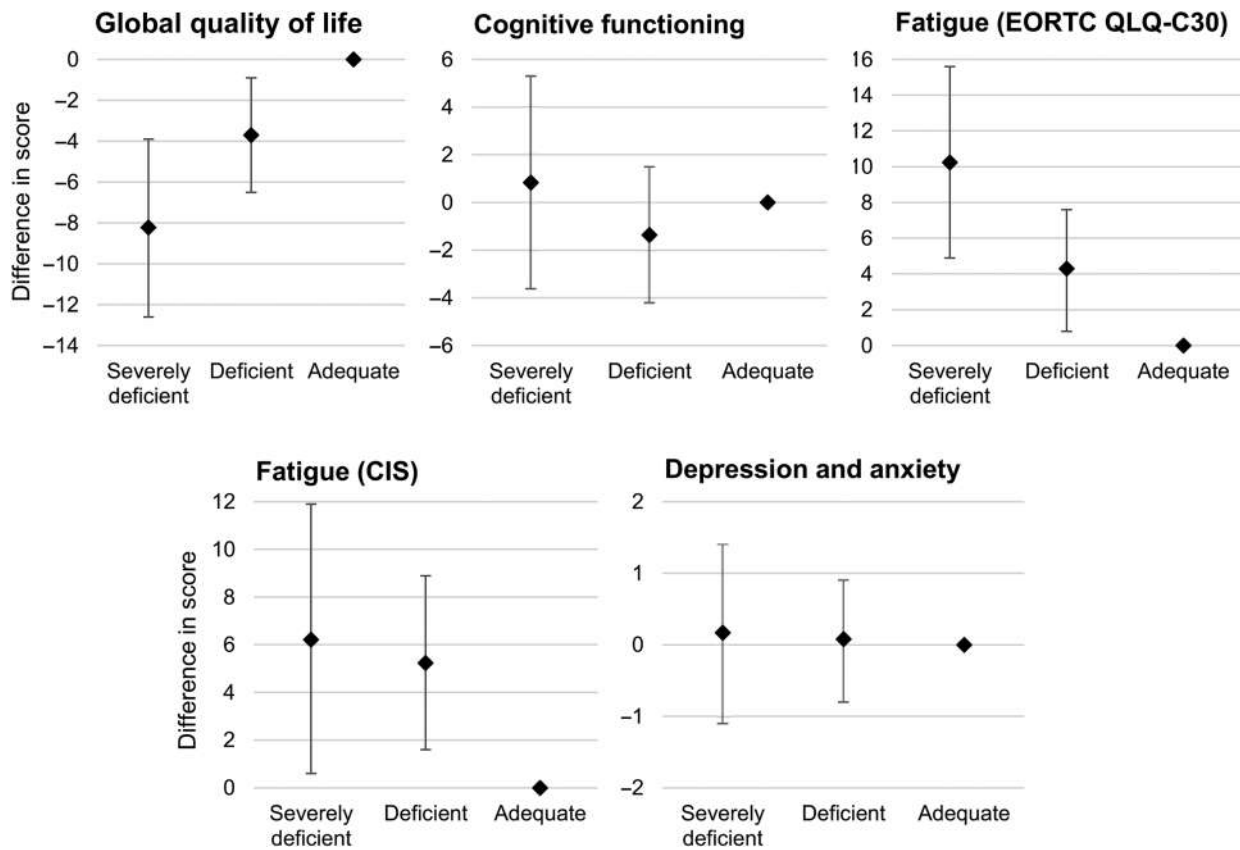 Global quality of life
Difference in score
0
–2
–4
–6
–8
–10
–12
–14
Severely
deficient
Deficient
Adequate
Cognitive functioning
6
4
2
0
–2
–4
–6
Severely
deficient
Deficient
Adequate
Fatigue (EORTC QLQ-C30)
16
14
12
10
8
6
4
2
0
Severely
deficient
Deficient
Adequate
Fatigue (CIS)
Difference in score
12
10
8
6
4
2
0
Severely
deficient
Deficient
Adequate
Depression and anxiety
2
1
0
–1
–2
Severely
deficient
Deficient
Adequate